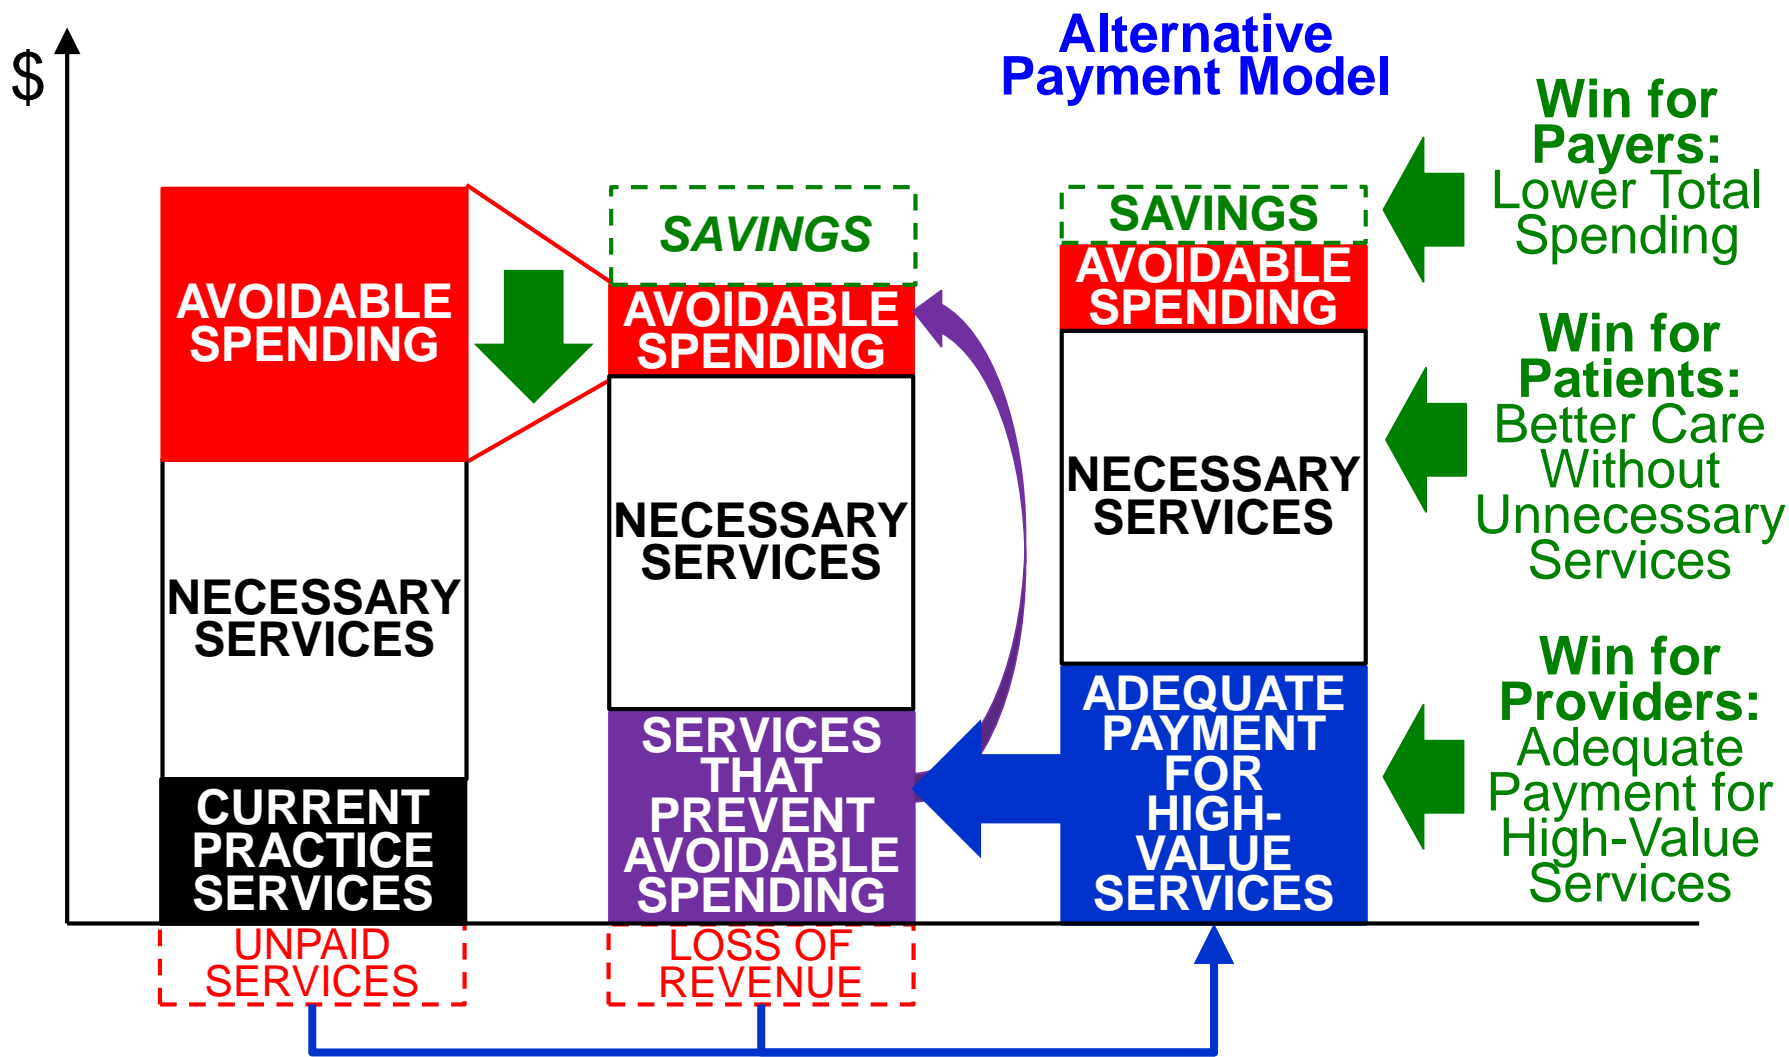 $
AVOIDABLE
SPENDING
NECESSARY
SERVICES
CURRENT
PRACTICE
SERVICES
UNPAID
SERVICES
SAVINGS
AVOIDABLE
SPENDING
NECESSARY
SERVICES
SERVICES
THAT
PREVENT
AVOIDABLE
SPENDING
LOSS OF
REVENUE
Alternative
Payment Model
SAVINGS
AVOIDABLE
SPENDING
NECESSARY
SERVICES
ADEQUATE
PAYMENT
FOR
HIGH-
VALUE
SERVICES
Win for
Payers:
Lower Total
Spending
Win for
Patients:
Better Care
Without
Unnecessary
Services
Win for
Providers:
Adequate
Payment for
High-Value
Services